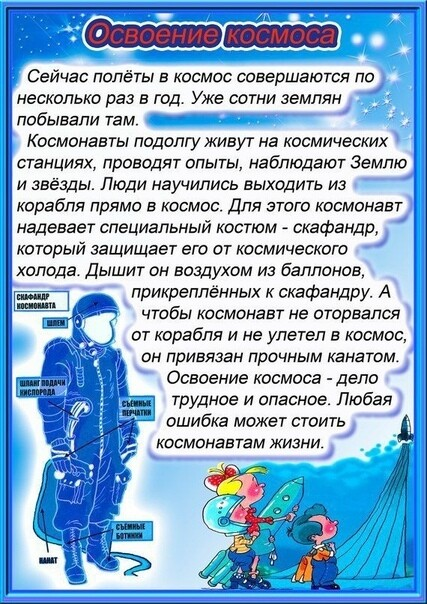 Освоение космоса
Сейчас полёты в космос совершаются по
несколько раз в год. Уже сотни землян
побывали там.
Космонавты подолгу живут на космических
станциях, проводят опыты, наблюдают Землю
и звёзды. Люди научились выходить из
корабля прямо в космос. Для этого космонавт
надевает специальный костюм - скафандр,
который защищает его от космического
холода. Дышит он воздухом из баллонов,
прикреплённых к скафандру. А
чтобы космонавт не оторвался
от корабля и не улетел в космос,
он привязан прочным канатом.
Освоение космоса - дело
трудное и опасное. Любая
ошибка может стоить
космонавтам жизни.
СКАФАНДР
КОСМОНАВТА
ШЛЕМ
ШЛАНГ ПОДАЧИ
КИСЛОРОДА
СЪЁМНЫЕ
ПЕРЧАТКИ
СЪЁМНЫЕ
БОТИНКИ
КАНАТ